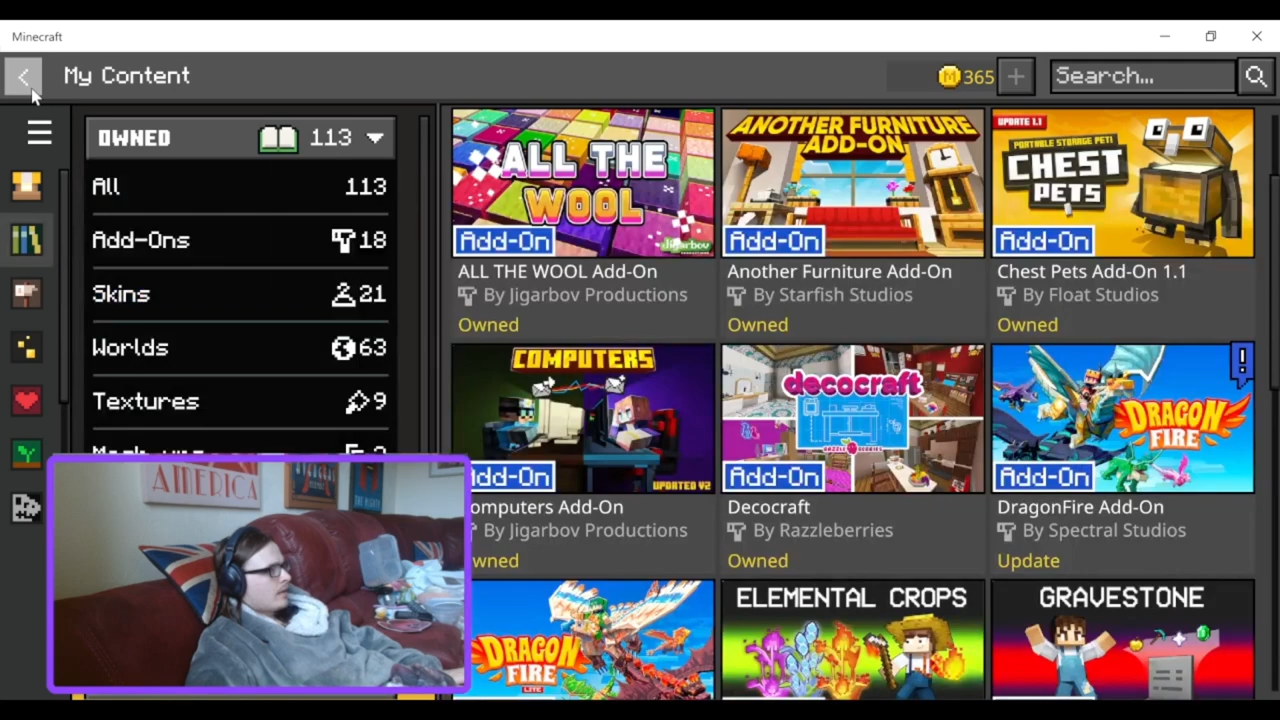 Minecraft
My Content
365
Search...
OWNED 113
All 113
Add-Ons 18
Skins 21
Worlds 63
Textures 9
AMERICA
ALL THE WOOL
Jigarbov
Add-On
ALL THE WOOL Add-On
By Jigarbov Productions
Owned
ANOTHER FURNITURE
ADD-ON
Add-On
Another Furniture Add-On
By Starfish Studios
Owned
UPDATE 1.1
PORTABLE STORAGE PET!
CHEST
PETS
Add-On
Chest Pets Add-On 1.1
By Float Studios
Owned
COMPUTERS
UPDATED V2
dd-On
omputers Add-On
By Jigarbov Productions
wned
decocraft
RAZZLEBERRIES
Add-On
Decocraft
By Razzleberries
Owned
DRAGON
FIRE
!
Add-On
DragonFire Add-On
By Spectral Studios
Update
DRAGON
FIRE
LITE
ELEMENTAL CROPS
GRAVESTONE